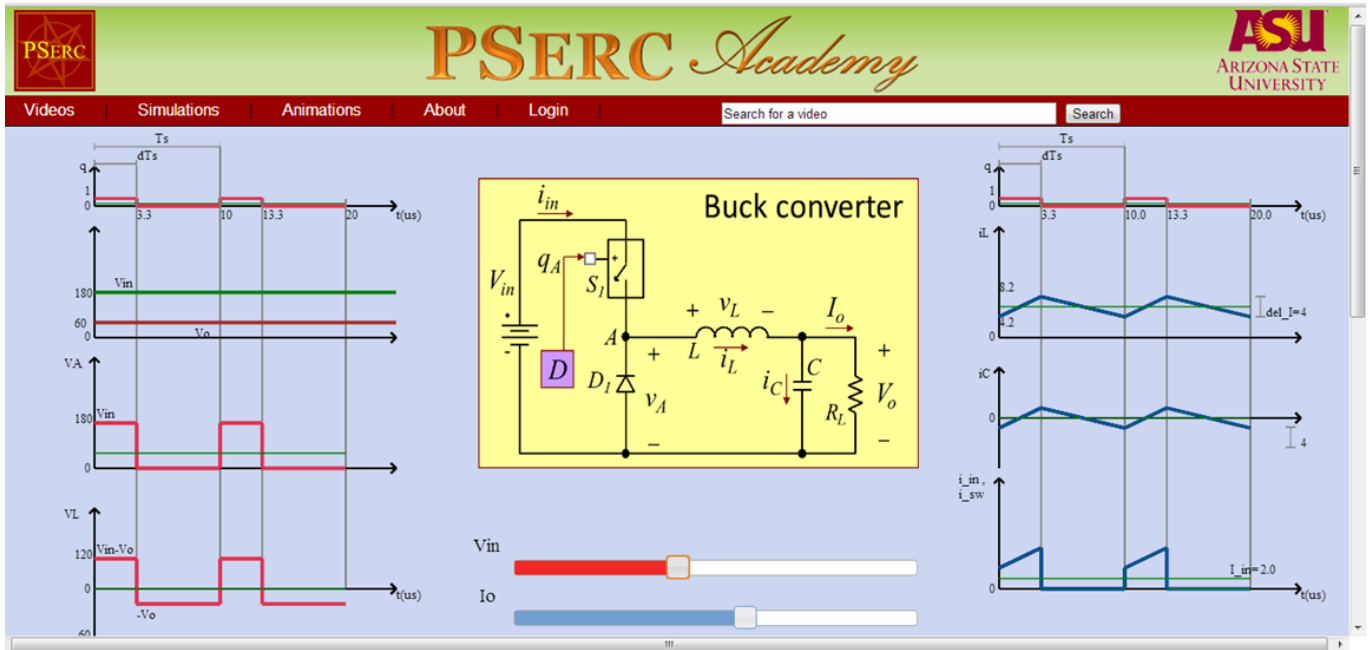 PSERC
PSERC Academy
ASU
ARIZONA STATE
UNIVERSITY
Videos | Simulations | Animations | About | Login |
Search for a video
Search
Ts
dTs
q
1
0
3.3 10 13.3 20 t(us)
Vin
180
60
0
Vo
VA
180 Vin
0
VL
120 Vin-Vo
0
-Vo
t(us)
60
Buck converter
i_in
q_A
S_1
V_in
+
-
D
A
D_1
+
v_A
−
+ v_L −
L
i_L
I_o
i_C
C
R_L
+
V_o
−
Vin
Io
Ts
dTs
q
1
0
3.3 10.0 13.3 20.0 t(us)
iL
8.2
4.2
0
del_I=4
iC
0
4
i_in ,
i_sw
I_in=2.0
0
t(us)